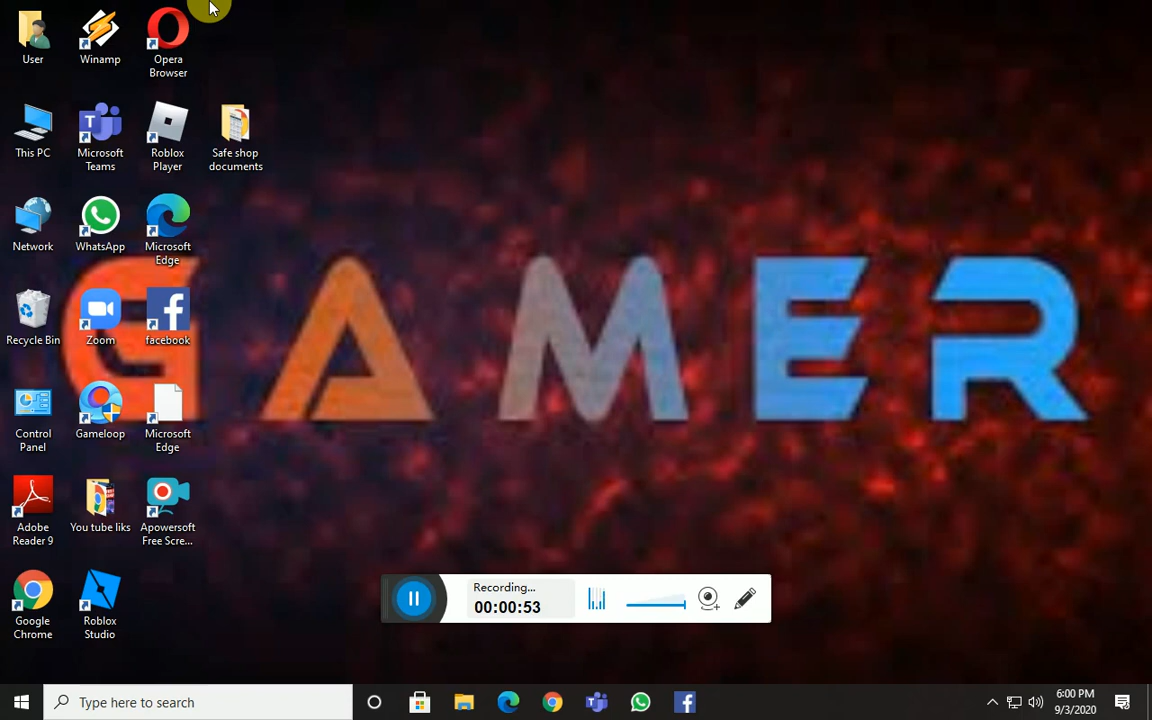 User
Winamp
Opera
Browser
This PC
Microsoft
Teams
Roblox
Player
Safe shop
documents
Network
WhatsApp
Microsoft
Edge
GAMER
Recycle Bin
Zoom
facebook
Control
Panel
Gameloop
Microsoft
Edge
Adobe
Reader 9
You tube liks
Apowersoft
Free Scre...
Google
Chrome
Roblox
Studio
Recording...
00:00:53
Type here to search
6:00 PM
9/3/2020